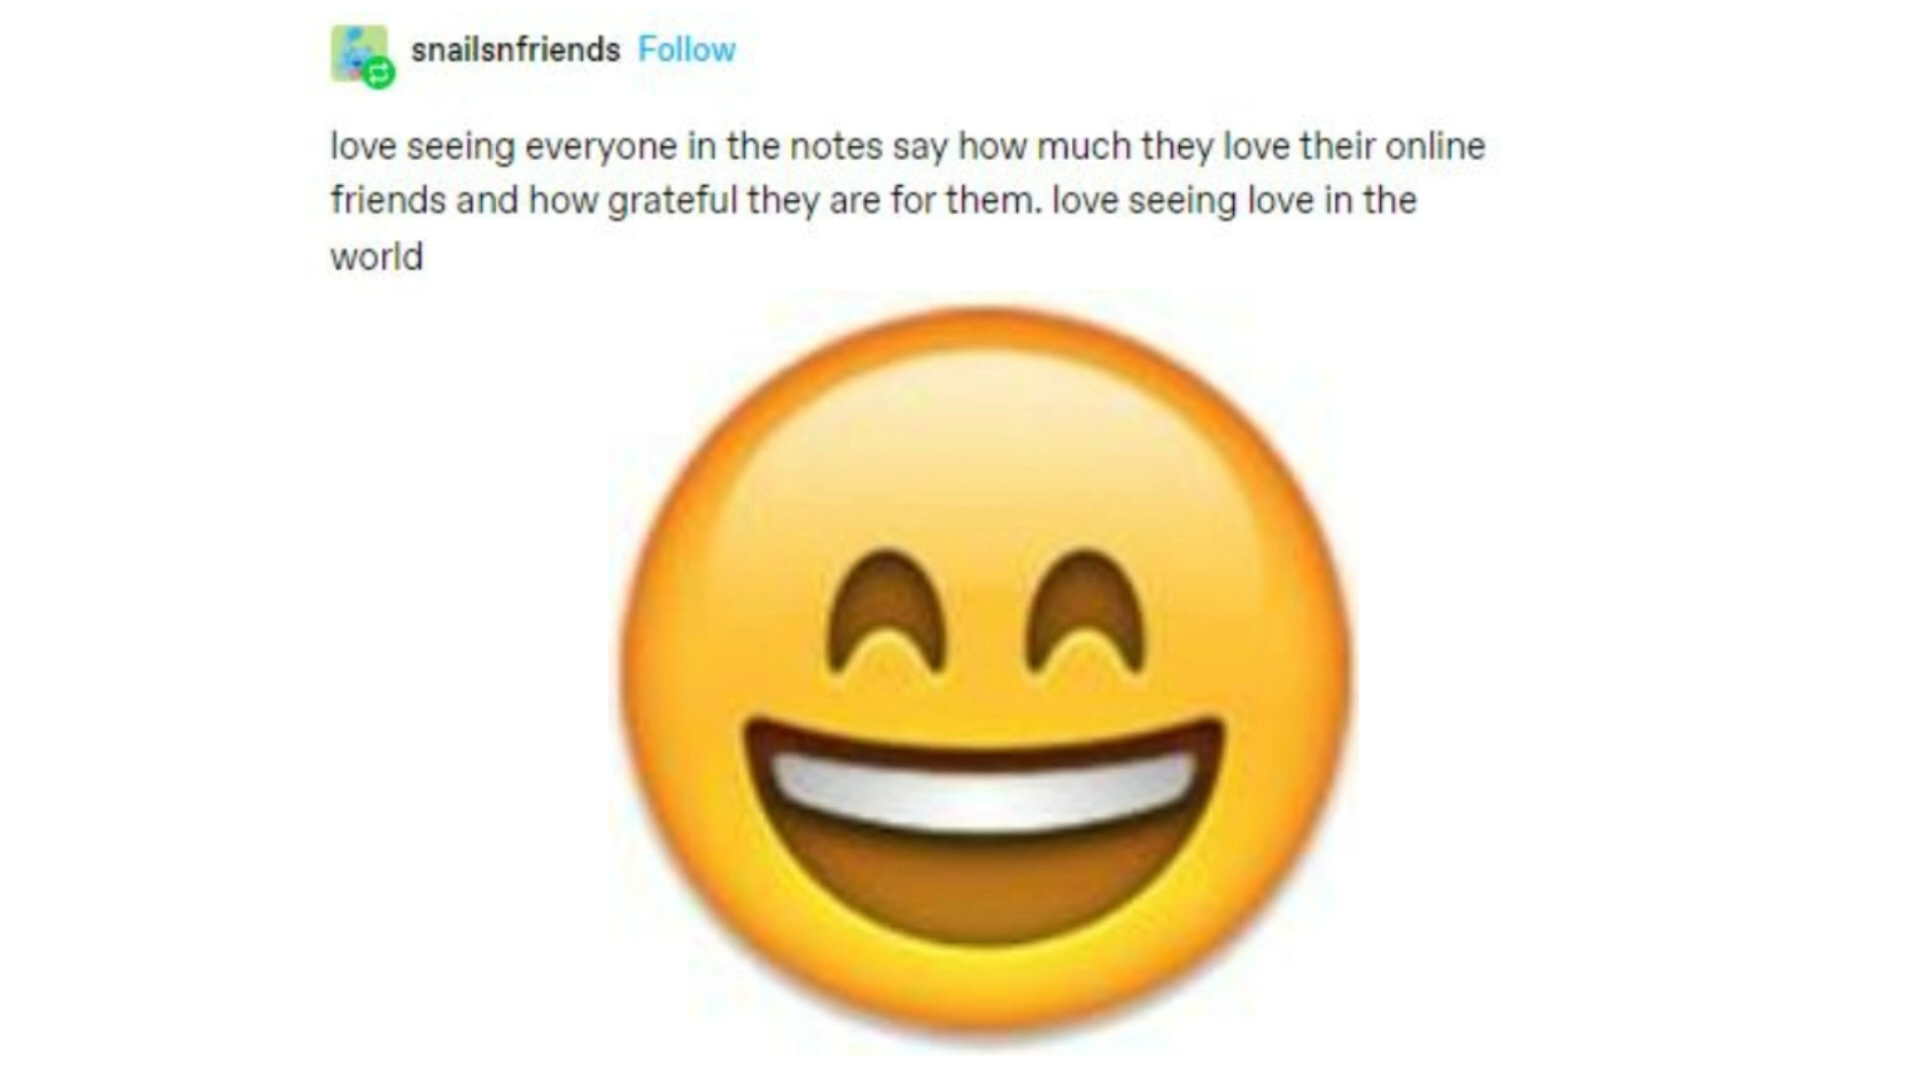 snailsnfriends Follow
love seeing everyone in the notes say how much they love their online
friends and how grateful they are for them. love seeing love in the
world